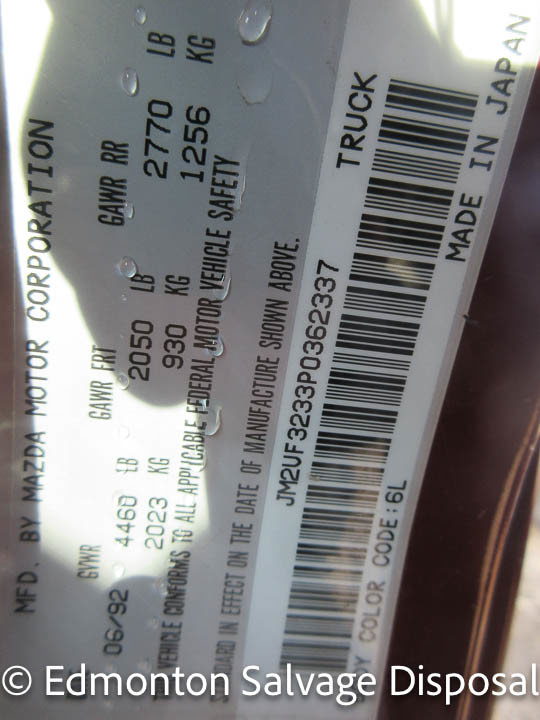 MFD. BY MAZDA MOTOR CORPORATION
06/92 GVWR GAWR FRT GAWR RR
4460 LB 2050 LB 2770 LB
2023 KG 930 KG 1256 KG
VEHICLE CONFORMS TO ALL APPLICABLE FEDERAL MOTOR VEHICLE SAFETY
IN EFFECT ON THE DATE OF MANUFACTURE SHOWN ABOVE.
JM2UF3233P0362337 TRUCK
COLOR CODE:6L MADE IN JAPAN
© Edmonton Salvage Disposal